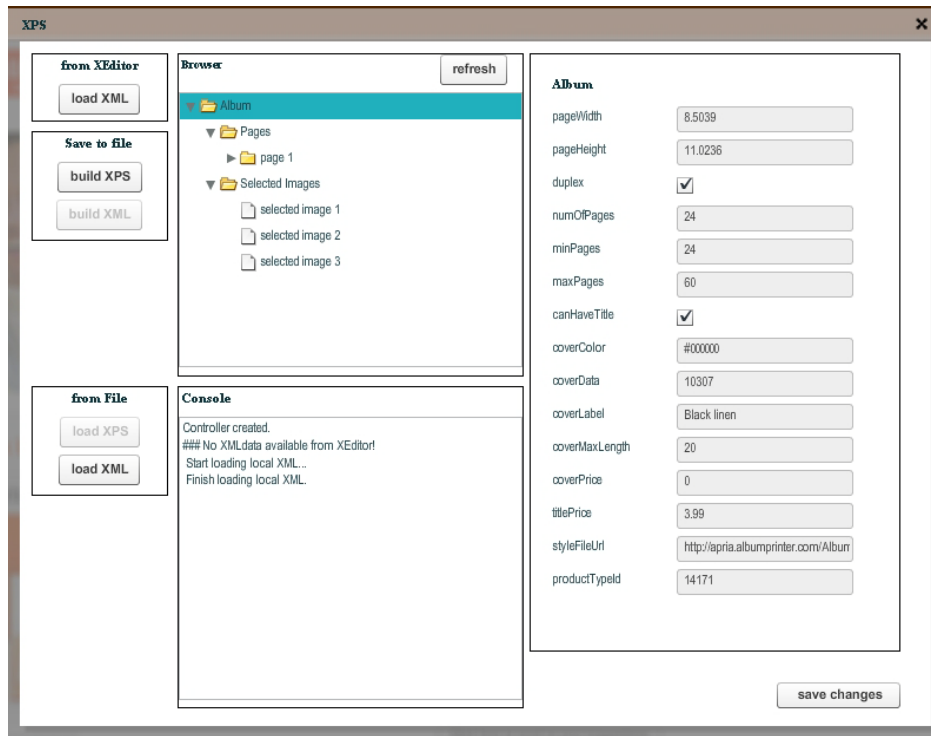 XPS
from XEditor
load XML
Save to file
build XPS
build XML
Browser
refresh
Album
Pages
page 1
Selected Images
selected image 1
selected image 2
selected image 3
from File
load XPS
load XML
Console
Controller created.
### No XMLdata available from XEditor!
Start loading local XML...
Finish loading local XML.
Album
pageWidth 8.5039
pageHeight 11.0236
duplex
numOfPages 24
minPages 24
maxPages 60
canHaveTitle
coverColor #000000
coverData 10307
coverLabel Black linen
coverMaxLength 20
coverPrice 0
titlePrice 3.99
styleFileUrl http://apria.albumprinter.com/Album
productTypeId 14171
save changes